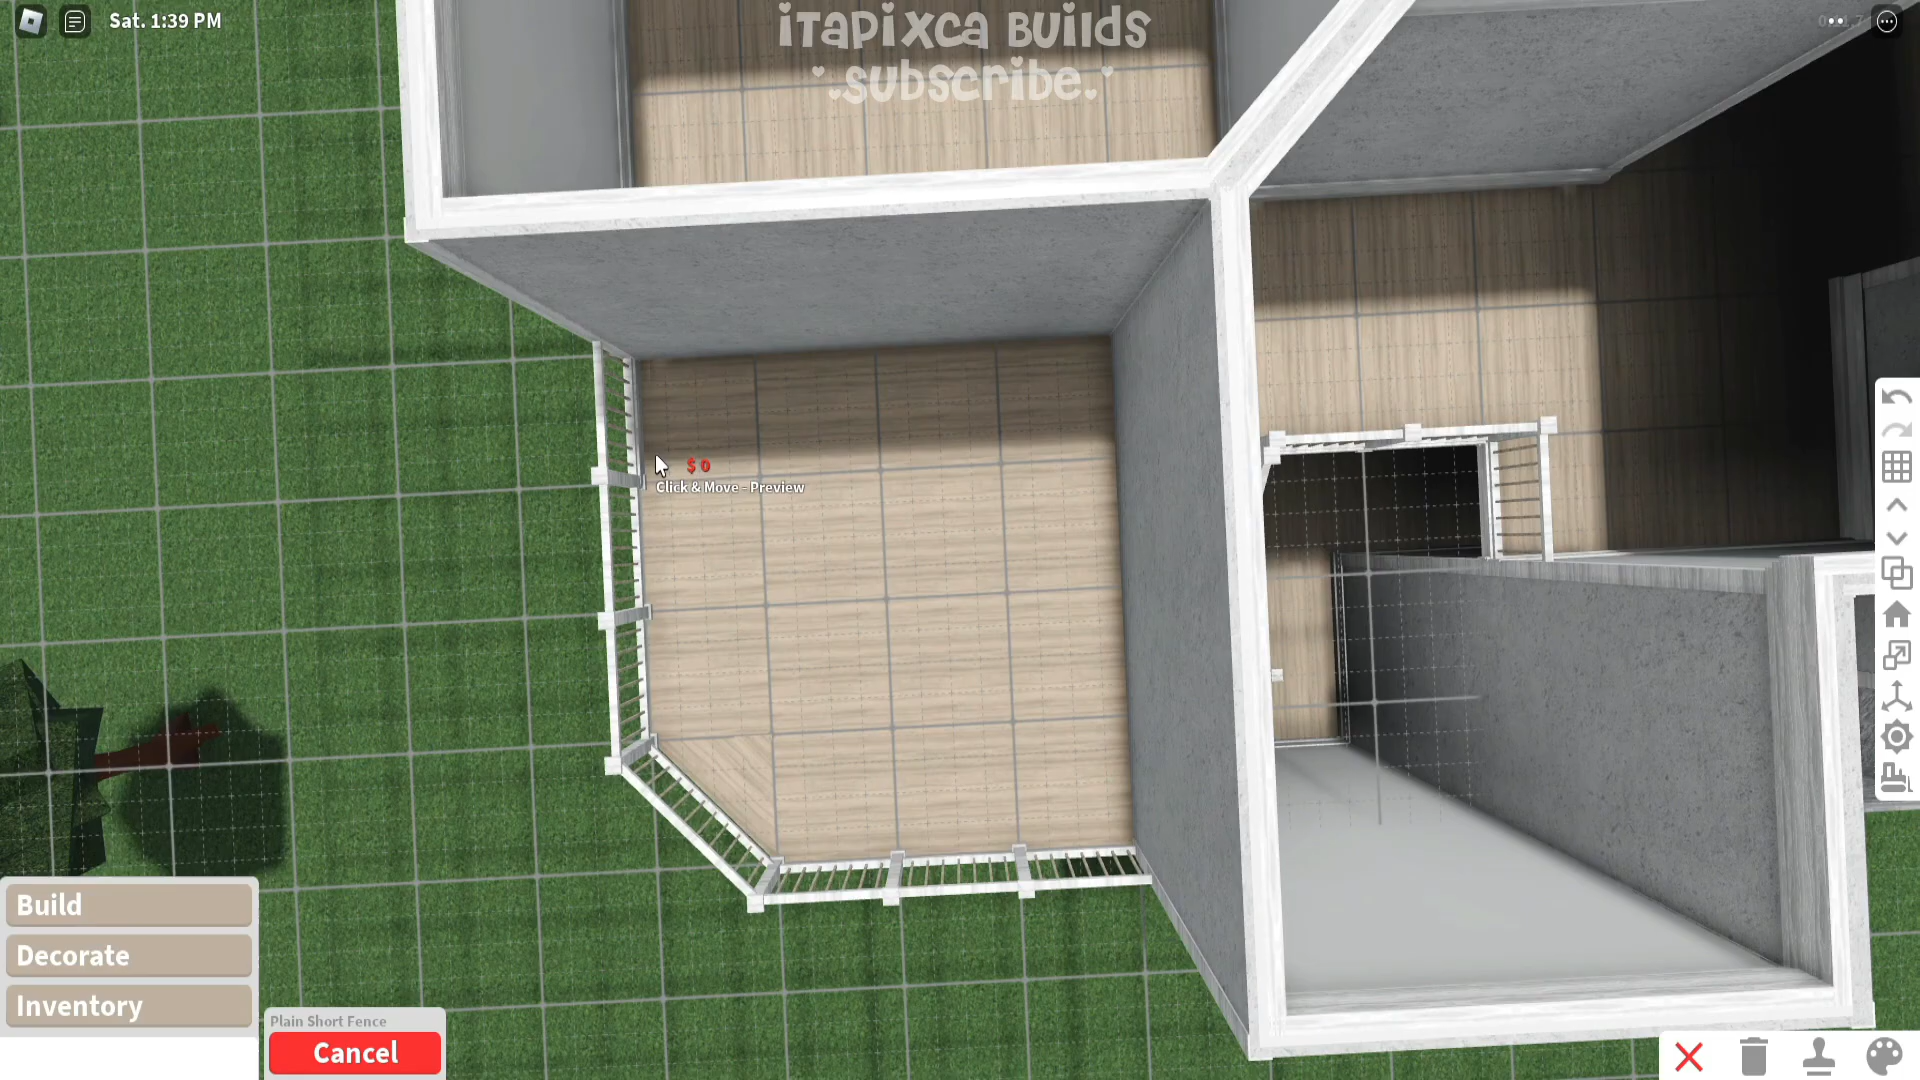 Sat. 1:39 PM
iTapixca Builds
subscribe.
$ 0
Click & Move - Preview
Build
Decorate
Inventory
Plain Short Fence
Cancel